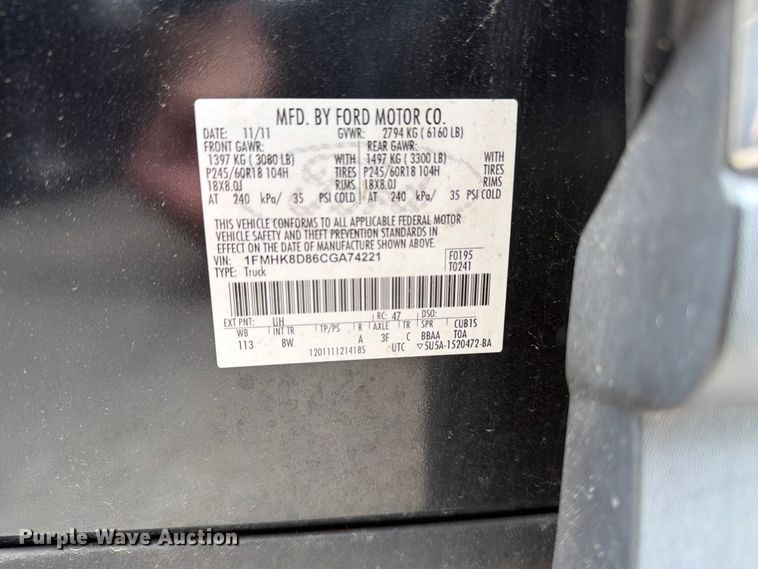 MFD. BY FORD MOTOR CO.
DATE: 11/11 GVWR: 2794 KG ( 6160 LB)
FRONT GAWR: REAR GAWR:
1397 KG ( 3080 LB) WITH 1497 KG ( 3300 LB) WITH
P245/60R18 104H TIRES P245/60R18 104H TIRES
18X8.0J RIMS 18X8.0J RIMS
AT 240 kPa/ 35 PSI COLD AT 240 kPa/ 35 PSI COLD
THIS VEHICLE CONFORMS TO ALL APPLICABLE FEDERAL MOTOR
VEHICLE SAFETY AND THEFT PREVENTION STANDARDS IN
EFFECT ON THE DATE OF MANUFACTURE SHOWN ABOVE.
VIN: 1FMHK8D86CGA74221 F0195
TYPE: Truck T0241
EXT PNT: UH RC: 47 DSO:
WB INT TR TP/PS R AXLE TR SPR CUB1S
113 8W A 3F C BBAA TOA
1201111214185 UTC ▽5U5A-1520472-BA
Purple Wave Auction